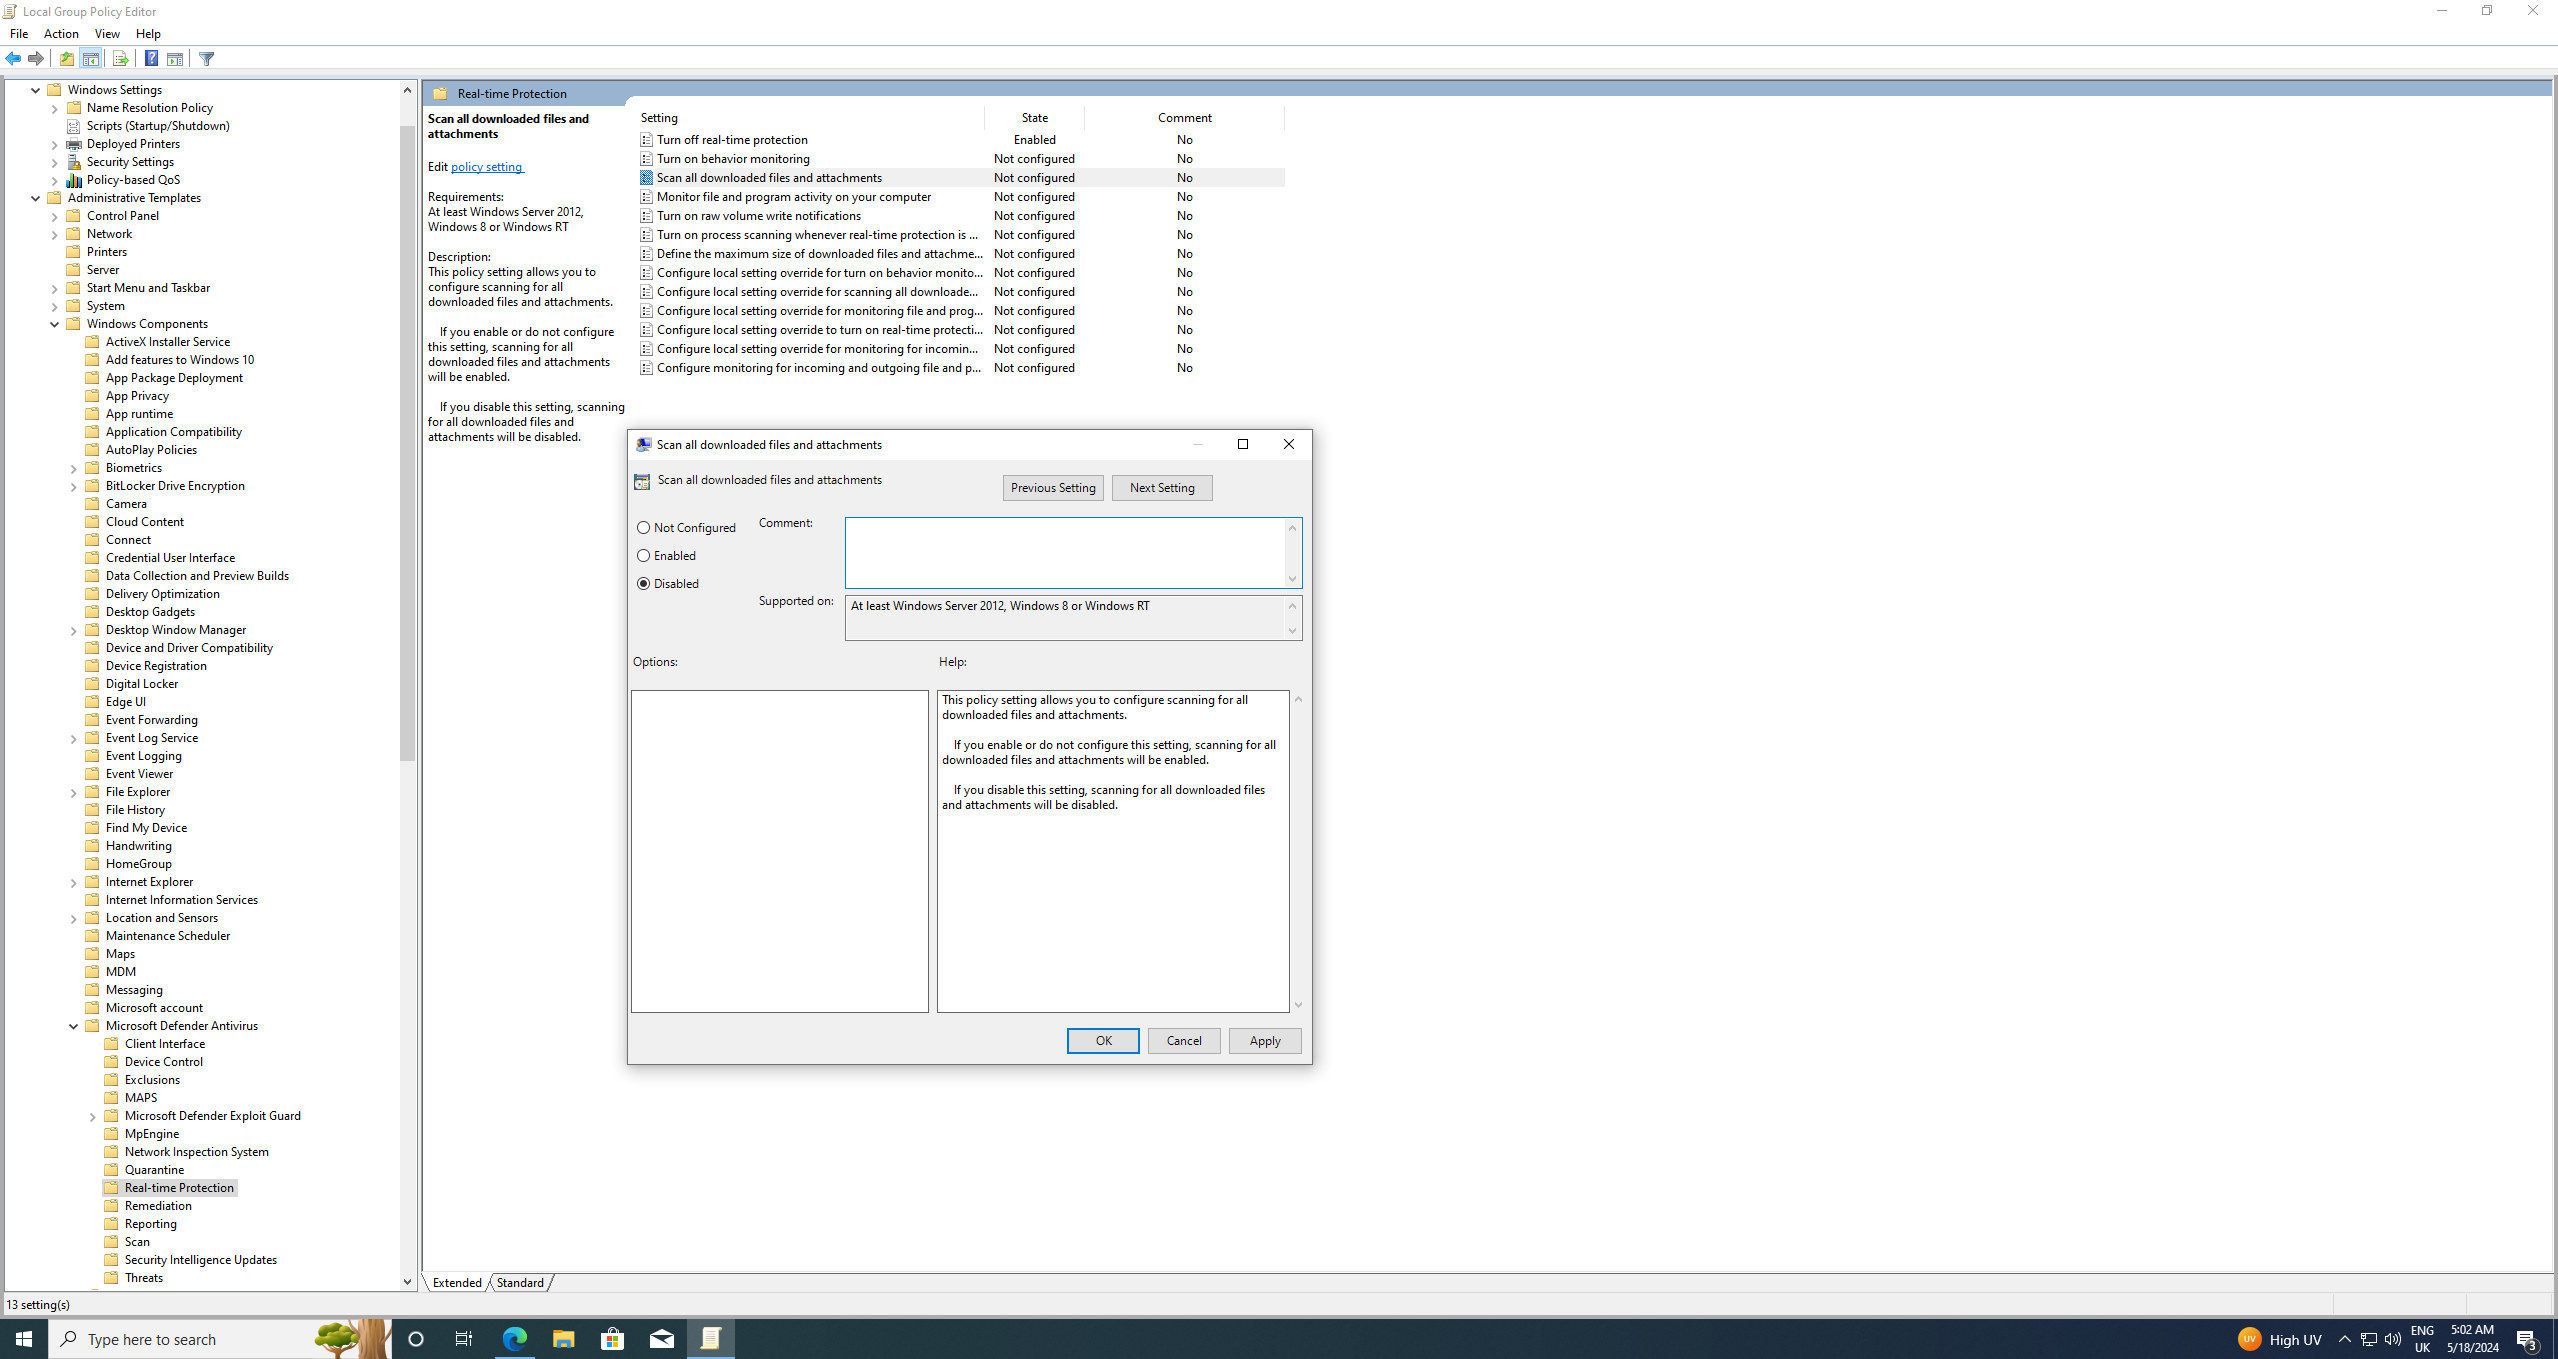 Local Group Policy Editor
File Action View Help
Windows Settings
Name Resolution Policy
Scripts (Startup/Shutdown)
Deployed Printers
Security Settings
Policy-based QoS
Administrative Templates
Control Panel
Network
Printers
Server
Start Menu and Taskbar
System
Windows Components
ActiveX Installer Service
Add features to Windows 10
App Package Deployment
App Privacy
App runtime
Application Compatibility
AutoPlay Policies
Biometrics
BitLocker Drive Encryption
Camera
Cloud Content
Connect
Credential User Interface
Data Collection and Preview Builds
Delivery Optimization
Desktop Gadgets
Desktop Window Manager
Device and Driver Compatibility
Device Registration
Digital Locker
Edge UI
Event Forwarding
Event Log Service
Event Logging
Event Viewer
File Explorer
File History
Find My Device
Handwriting
HomeGroup
Internet Explorer
Internet Information Services
Location and Sensors
Maintenance Scheduler
Maps
MDM
Messaging
Microsoft account
Microsoft Defender Antivirus
Client Interface
Device Control
Exclusions
MAPS
Microsoft Defender Exploit Guard
MpEngine
Network Inspection System
Quarantine
Real-time Protection
Remediation
Reporting
Scan
Security Intelligence Updates
Threats
Real-time Protection
Scan all downloaded files and
attachments
Edit policy setting
Requirements:
At least Windows Server 2012,
Windows 8 or Windows RT
Description:
This policy setting allows you to
configure scanning for all
downloaded files and attachments.
If you enable or do not configure
this setting, scanning for all
downloaded files and attachments
will be enabled.
If you disable this setting, scanning
for all downloaded files and
attachments will be disabled.
Setting State Comment
Turn off real-time protection Enabled No
Turn on behavior monitoring Not configured No
Scan all downloaded files and attachments Not configured No
Monitor file and program activity on your computer Not configured No
Turn on raw volume write notifications Not configured No
Turn on process scanning whenever real-time protection is ... Not configured No
Define the maximum size of downloaded files and attachme... Not configured No
Configure local setting override for turn on behavior monito... Not configured No
Configure local setting override for scanning all downloade... Not configured No
Configure local setting override for monitoring file and prog... Not configured No
Configure local setting override to turn on real-time protecti... Not configured No
Configure local setting override for monitoring for incomin... Not configured No
Configure monitoring for incoming and outgoing file and p... Not configured No
Scan all downloaded files and attachments
Scan all downloaded files and attachments
Previous Setting Next Setting
Not Configured
Enabled
Disabled
Comment:
Supported on:
At least Windows Server 2012, Windows 8 or Windows RT
Options:
Help:
This policy setting allows you to configure scanning for all
downloaded files and attachments.
If you enable or do not configure this setting, scanning for all
downloaded files and attachments will be enabled.
If you disable this setting, scanning for all downloaded files
and attachments will be disabled.
OK Cancel Apply
Extended Standard
13 setting(s)
Type here to search
UV High UV
ENG
UK
5:02 AM
5/18/2024
3